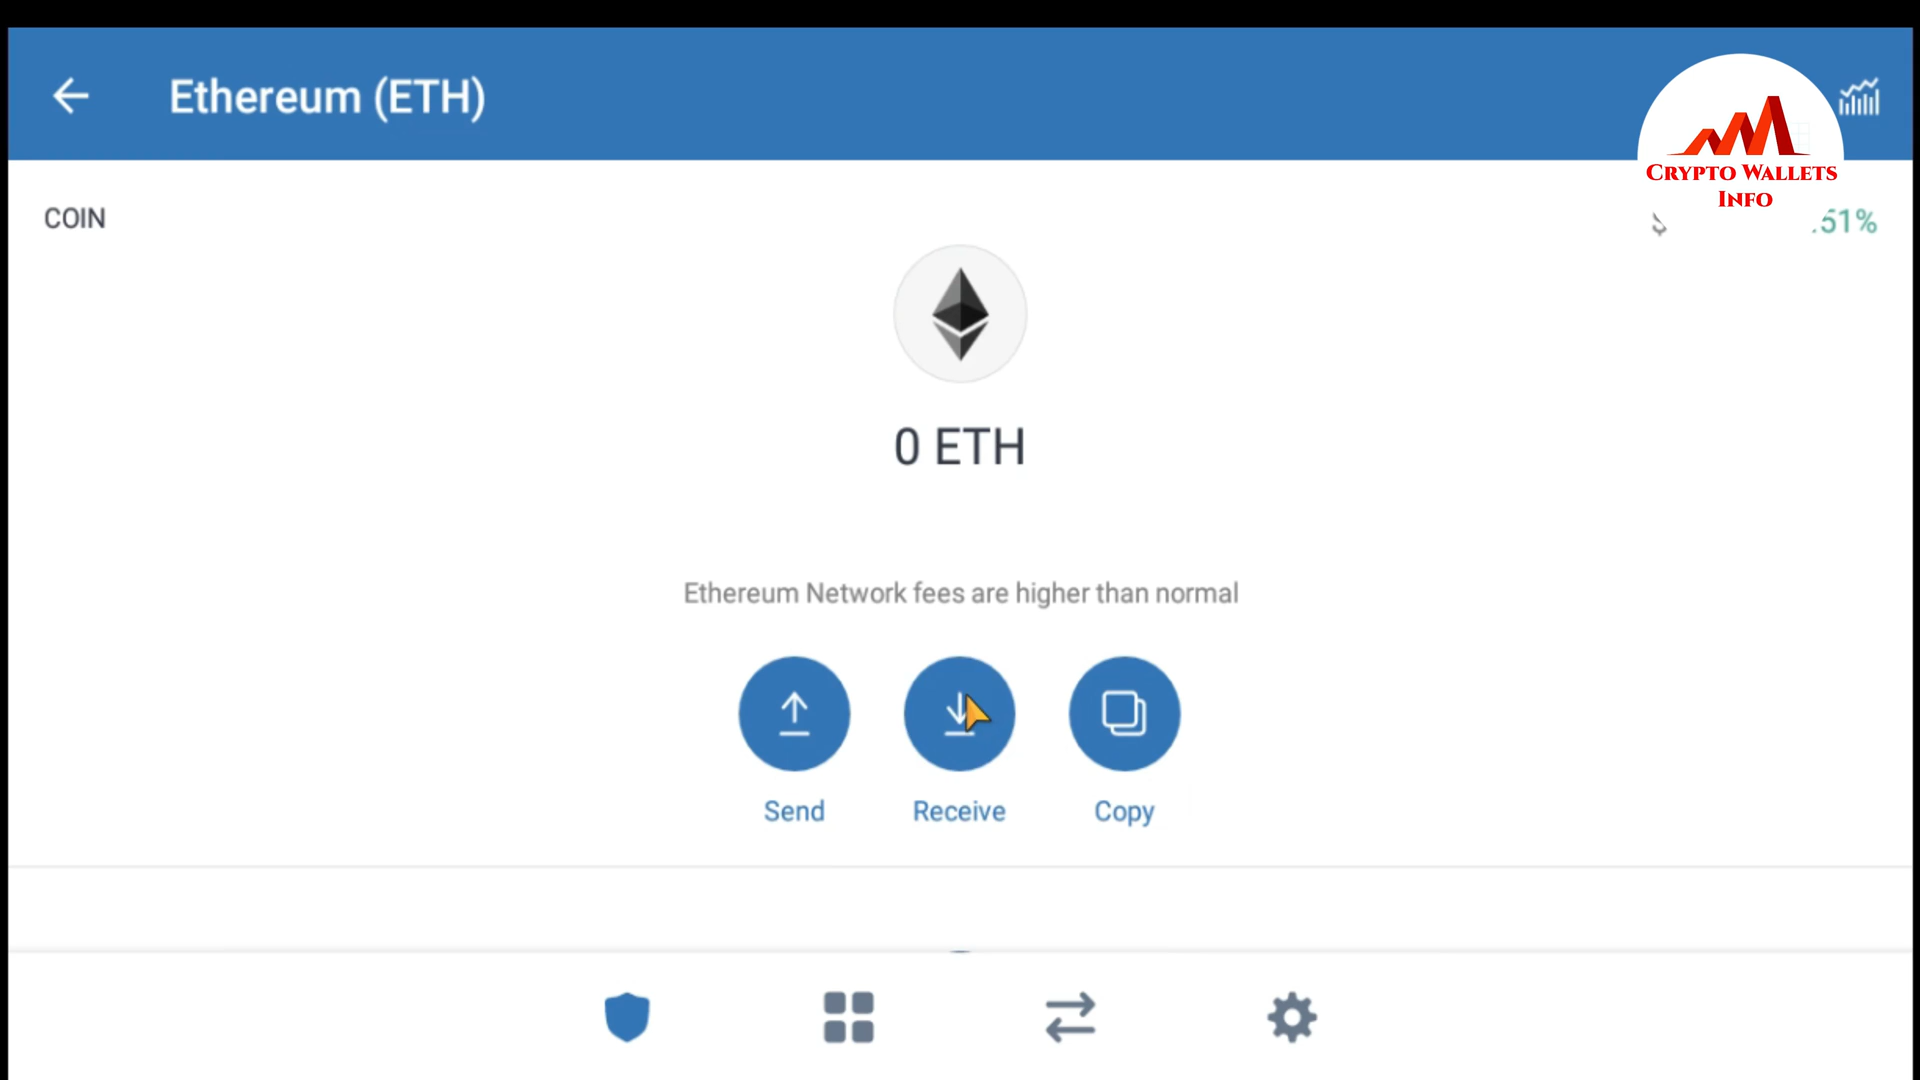 Ethereum (ETH)
CRYPTO WALLETS
INFO
COIN
.51%
0 ETH
Ethereum Network fees are higher than normal
Send
Receive
Copy